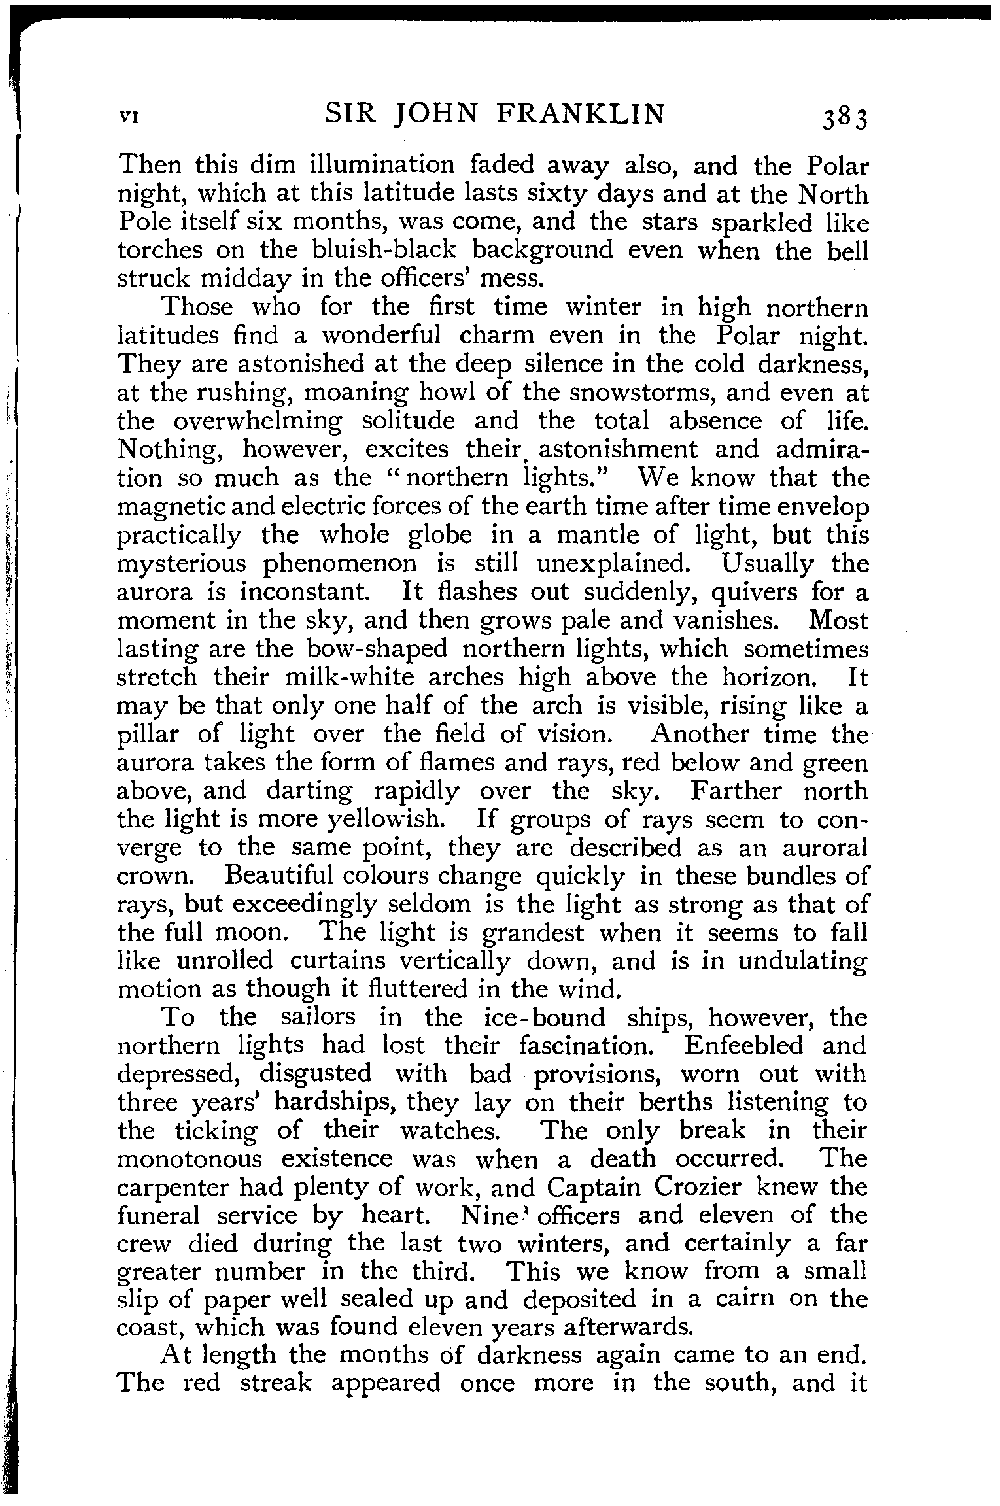 VI SIR JOHN FRANKLIN 383
Then this dim illumination faded away also, and the Polar
night, which at this latitude lasts sixty days and at the North
Pole itself six months, was come, and the stars sparkled like
torches on the bluish-black background even when the bell
struck midday in the officers' mess.
Those who for the first time winter in high northern
latitudes find a wonderful charm even in the Polar night.
They are astonished at the deep silence in the cold darkness,
at the rushing, moaning howl of the snowstorms, and even at
the overwhelming solitude and the total absence of life.
Nothing, however, excites their astonishment and admira-
tion so much as the "northern lights." We know that the
magnetic and electric forces of the earth time after time envelop
practically the whole globe in a mantle of light, but this
mysterious phenomenon is still unexplained. Usually the
aurora is inconstant. It flashes out suddenly, quivers for a
moment in the sky, and then grows pale and vanishes. Most
lasting are the bow-shaped northern lights, which sometimes
stretch their milk-white arches high above the horizon. It
may be that only one half of the arch is visible, rising like a
pillar of light over the field of vision. Another time the
aurora takes the form of flames and rays, red below and green
above, and darting rapidly over the sky. Farther north
the light is more yellowish. If groups of rays seem to con-
verge to the same point, they are described as an auroral
crown. Beautiful colours change quickly in these bundles of
rays, but exceedingly seldom is the light as strong as that of
the full moon. The light is grandest when it seems to fall
like unrolled curtains vertically down, and is in undulating
motion as though it fluttered in the wind.
To the sailors in the ice-bound ships, however, the
northern lights had lost their fascination. Enfeebled and
depressed, disgusted with bad provisions, worn out with
three years' hardships, they lay on their berths listening to
the ticking of their watches. The only break in their
monotonous existence was when a death occurred. The
carpenter had plenty of work, and Captain Crozier knew the
funeral service by heart. Nine officers and eleven of the
crew died during the last two winters, and certainly a far
greater number in the third. This we know from a small
slip of paper well sealed up and deposited in a cairn on the
coast, which was found eleven years afterwards.
At length the months of darkness again came to an end.
The red streak appeared once more in the south, and it